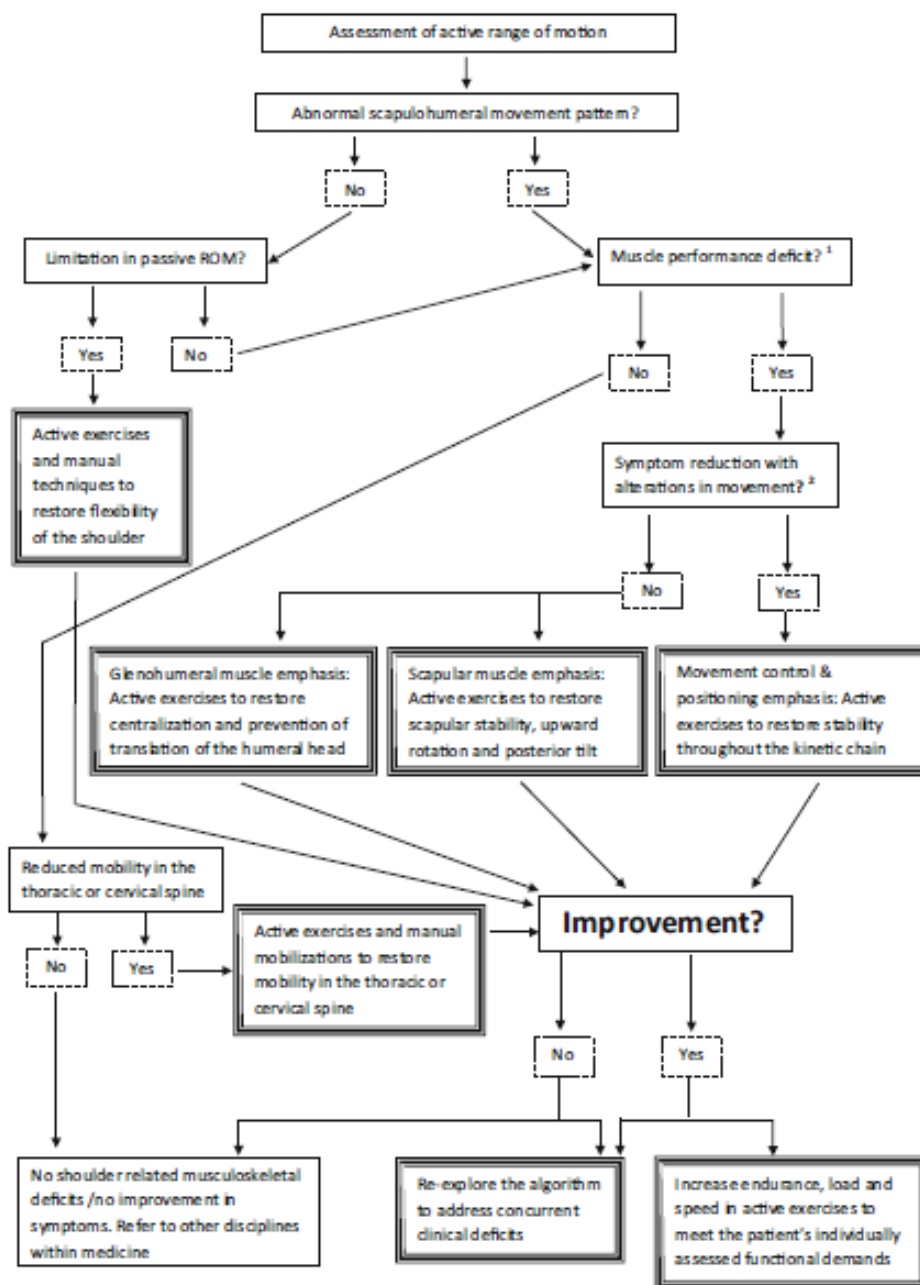 Assessment of active range of motion
Abnormal scapulohumeral movement pattern?
No
Yes
Limitation in passive ROM?
Muscle performance deficit? 1
Yes
No
No
Yes
Active exercises
and manual
techniques to
restore flexibility
of the shoulder
Symptom reduction with
alterations in movement? 2
No
Yes
Glenohumeral muscle emphasis:
Active exercises to restore
centralization and prevention of
translation of the humeral head
Scapular muscle emphasis:
Active exercises to restore
scapular stability, upward
rotation and posterior tilt
Movement control &
positioning emphasis: Active
exercises to restore stability
throughout the kinetic chain
Reduced mobility in the
thoracic or cervical spine
No
Yes
Active exercises and manual
mobilizations to restore
mobility in the thoracic or
cervical spine
Improvement?
No
Yes
No shoulder related musculoskeletal
deficits /no improvement in
symptoms. Refer to other disciplines
within medicine
Re-explore the algorithm
to address concurrent
clinical deficits
Increase endurance, load and
speed in active exercises to
meet the patient's individually
assessed functional demands